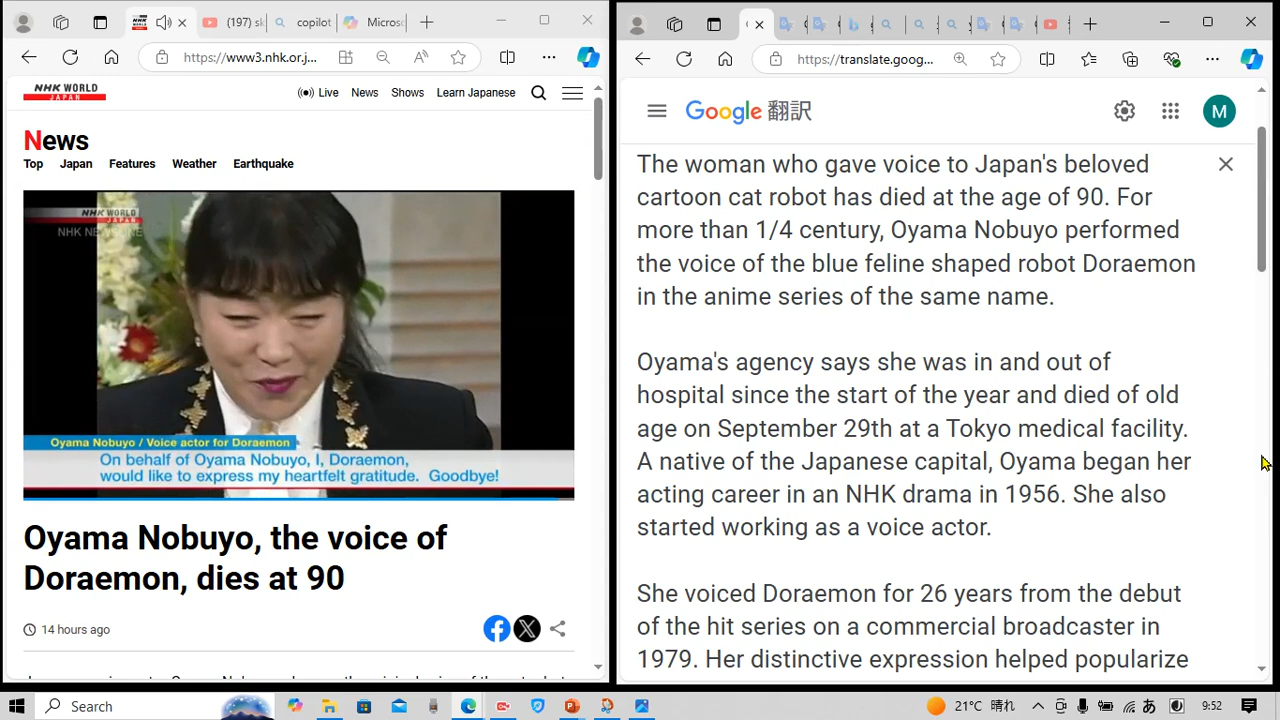 (197) sk
copilot
Micros
https://www3.nhk.or.j...
https://translate.goog...
NHK WORLD
JAPAN
Live News Shows Learn Japanese
News
Top Japan Features Weather Earthquake
NHK WORLD
JAPAN
NHK NEWSLINE
Oyama Nobuyo / Voice actor for Doraemon
On behalf of Oyama Nobuyo, I, Doraemon,
would like to express my heartfelt gratitude. Goodbye!
Oyama Nobuyo, the voice of
Doraemon, dies at 90
14 hours ago
Google 翻訳
M
The woman who gave voice to Japan's beloved
cartoon cat robot has died at the age of 90. For
more than 1/4 century, Oyama Nobuyo performed
the voice of the blue feline shaped robot Doraemon
in the anime series of the same name.
Oyama's agency says she was in and out of
hospital since the start of the year and died of old
age on September 29th at a Tokyo medical facility.
A native of the Japanese capital, Oyama began her
acting career in an NHK drama in 1956. She also
started working as a voice actor.
She voiced Doraemon for 26 years from the debut
of the hit series on a commercial broadcaster in
1979. Her distinctive expression helped popularize
Search
21℃ 晴れ
あ
9:52